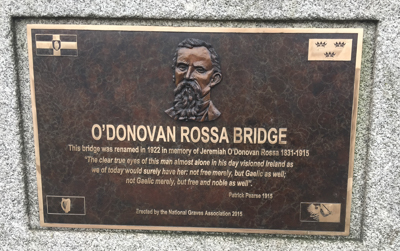 O'DONOVAN ROSSA BRIDGE
This bridge was renamed in 1922 in memory of Jeremiah O'Donovan Rossa 1831-1915
"The clear true eyes of this man almost alone in his day visioned Ireland as
we of today would surely have her: not free merely, but Gaelic as well;
not Gaelic merely, but free and noble as well".
Patrick Pearse 1915
Erected by the National Graves Association 2015